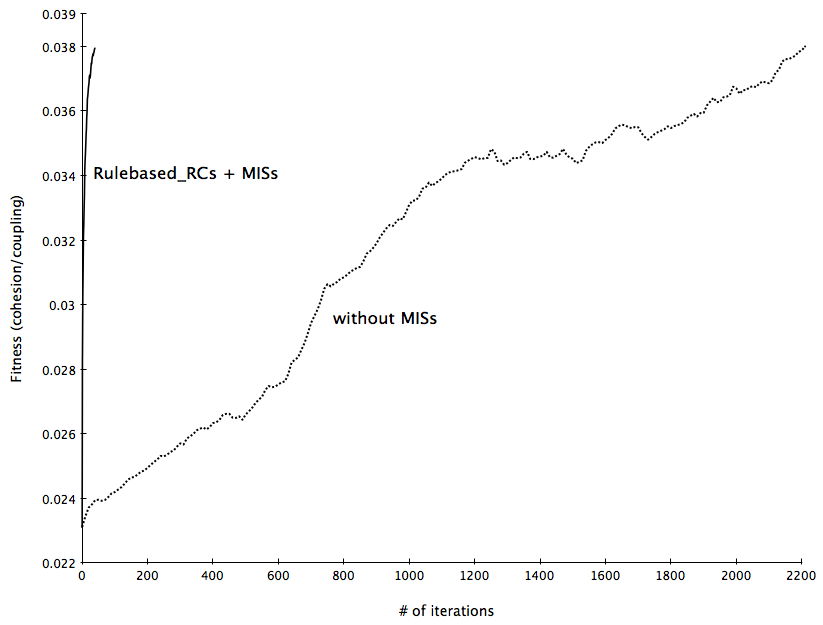 0.039
0.038
0.036
0.034
0.032
0.03
0.028
0.026
0.024
0.022
Fitness (cohesion/coupling)
Rulebased_RCs + MISs
without MISs
0 200 400 600 800 1000 1200 1400 1600 1800 2000 2200
# of iterations